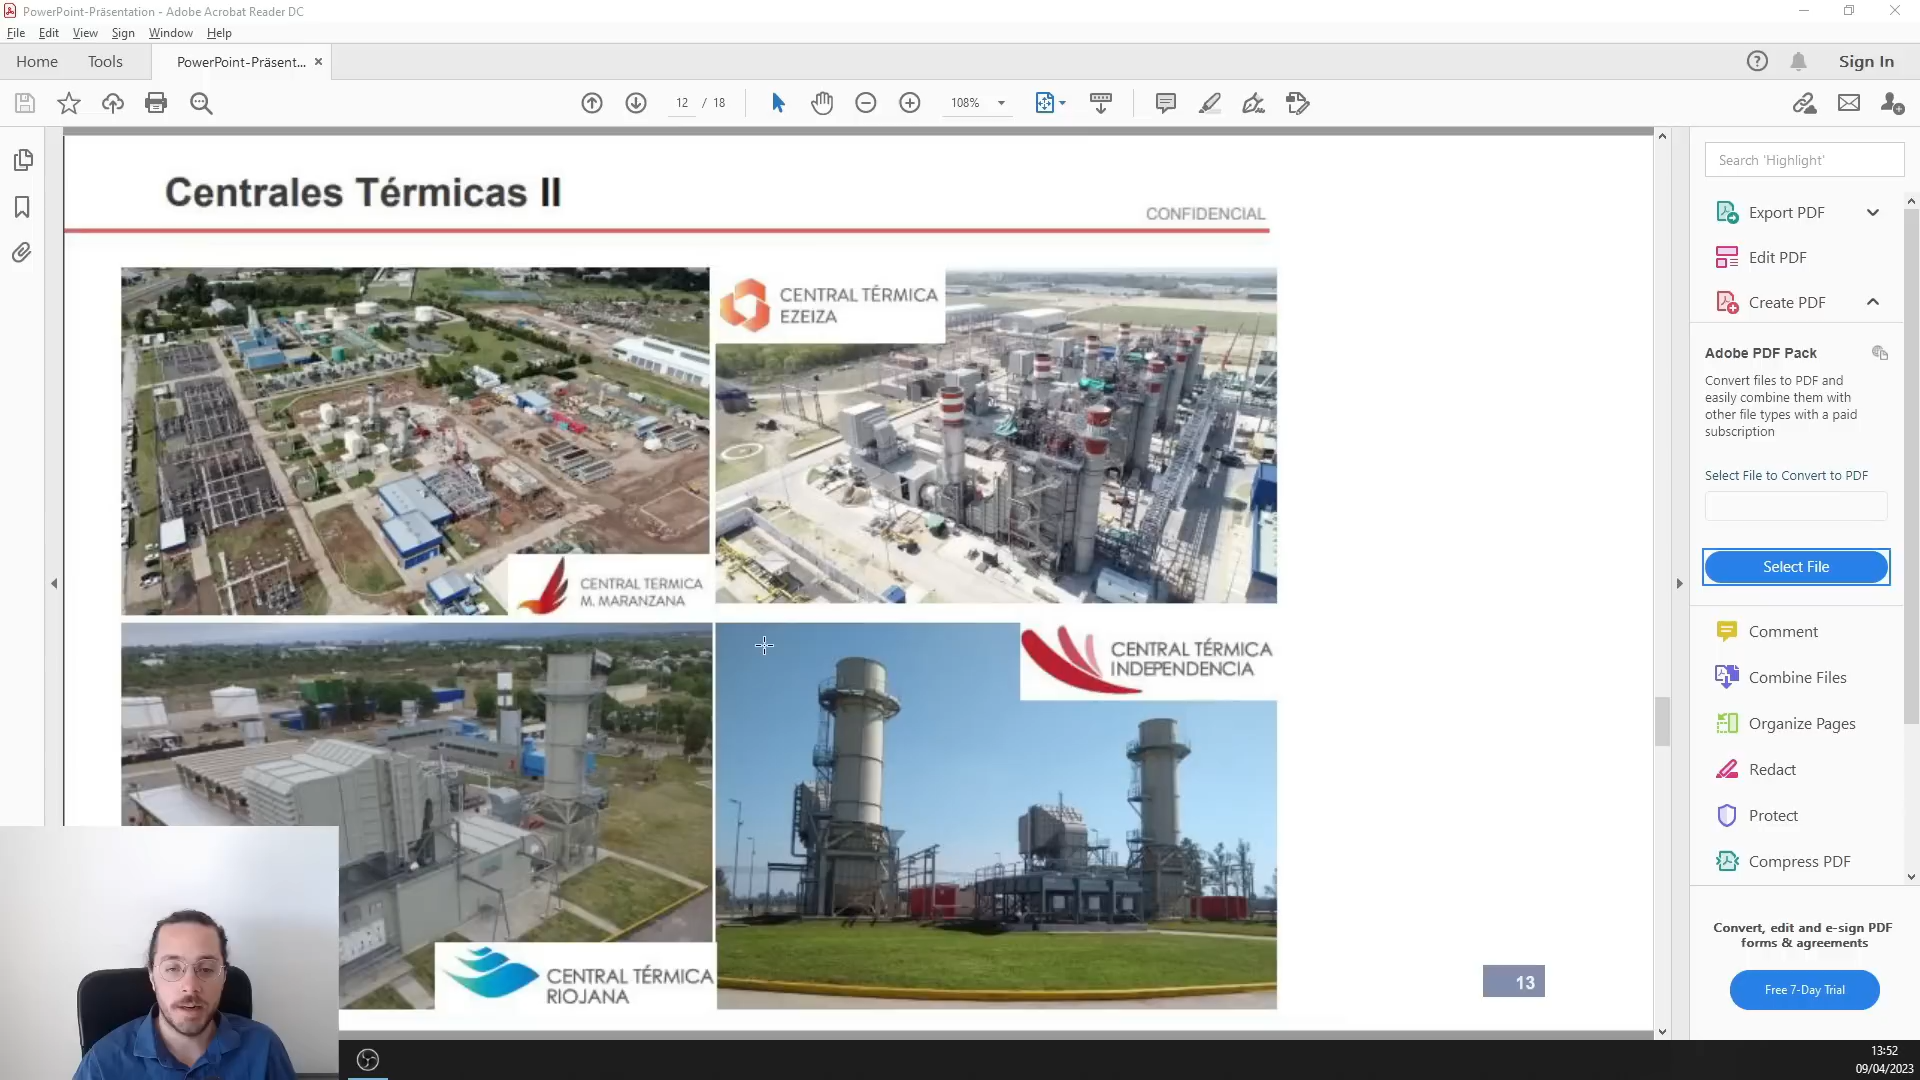 PowerPoint-Präsentation - Adobe Acrobat Reader DC
File Edit View Sign Window Help
Home Tools PowerPoint-Präsent... × Sign In
12 / 18 108%
Search 'Highlight'
Centrales Térmicas II
CONFIDENCIAL
Export PDF
Edit PDF
Create PDF
CENTRAL TÉRMICA
EZEIZA
Adobe PDF Pack
Convert files to PDF and
easily combine them with
other file types with a paid
subscription
Select File to Convert to PDF
Select File
CENTRAL TERMICA
M. MARANZANA
CENTRAL TÉRMICA
INDEPENDENCIA
Comment
Combine Files
Organize Pages
Redact
Protect
Compress PDF
CENTRAL TÉRMICA
RIOJANA
13
Convert, edit and e-sign PDF
forms & agreements
Free 7-Day Trial
13:52
09/04/2023